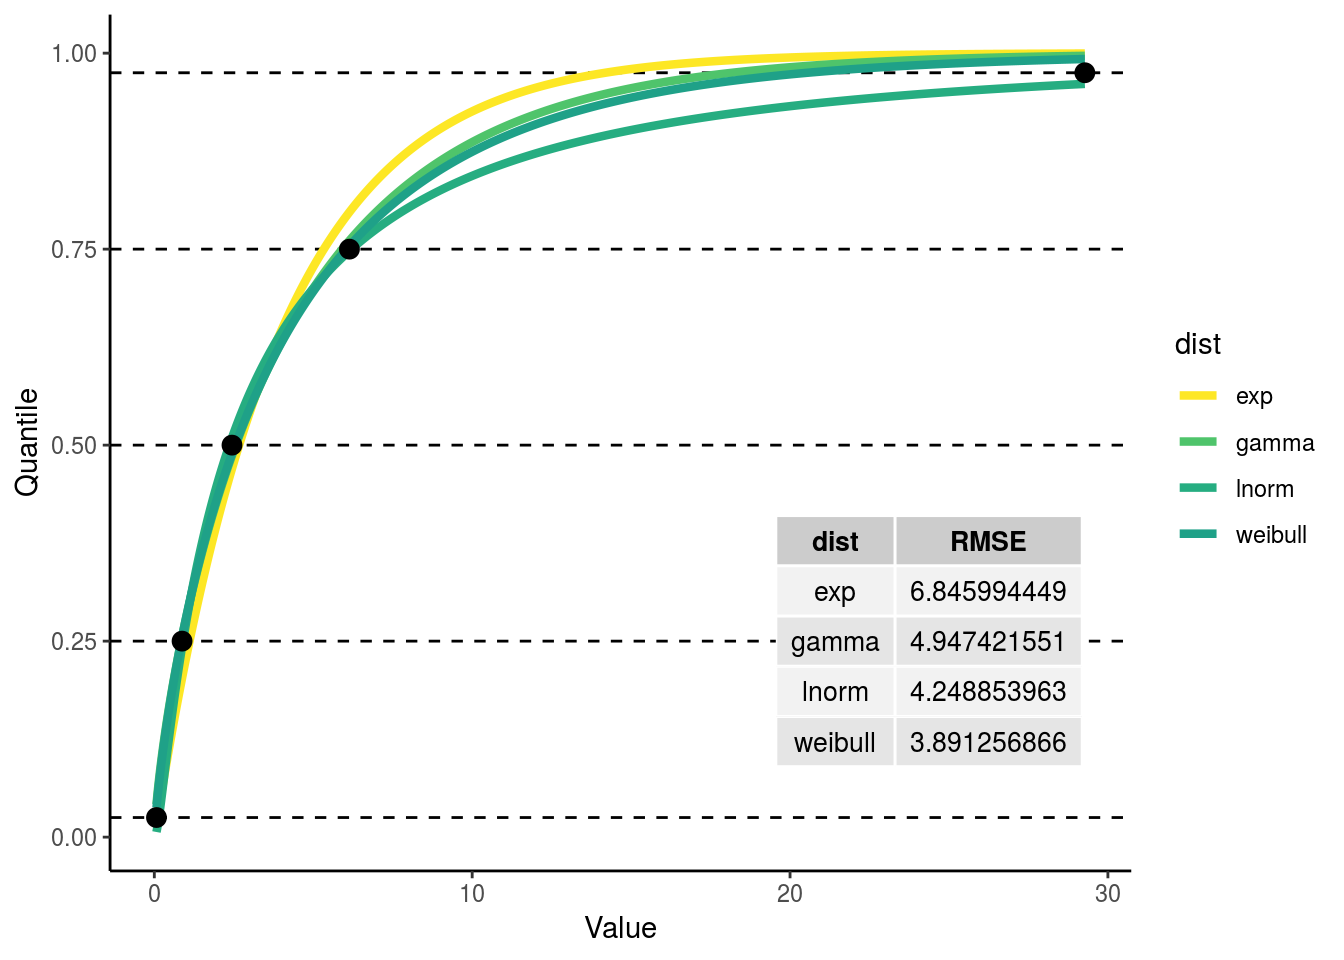 1.00
0.75
0.50
0.25
0.00
Quantile
0 10 20 30
Value
dist RMSE
exp 6.845994449
gamma 4.947421551
lnorm 4.248853963
weibull 3.891256866
dist
exp
gamma
lnorm
weibull